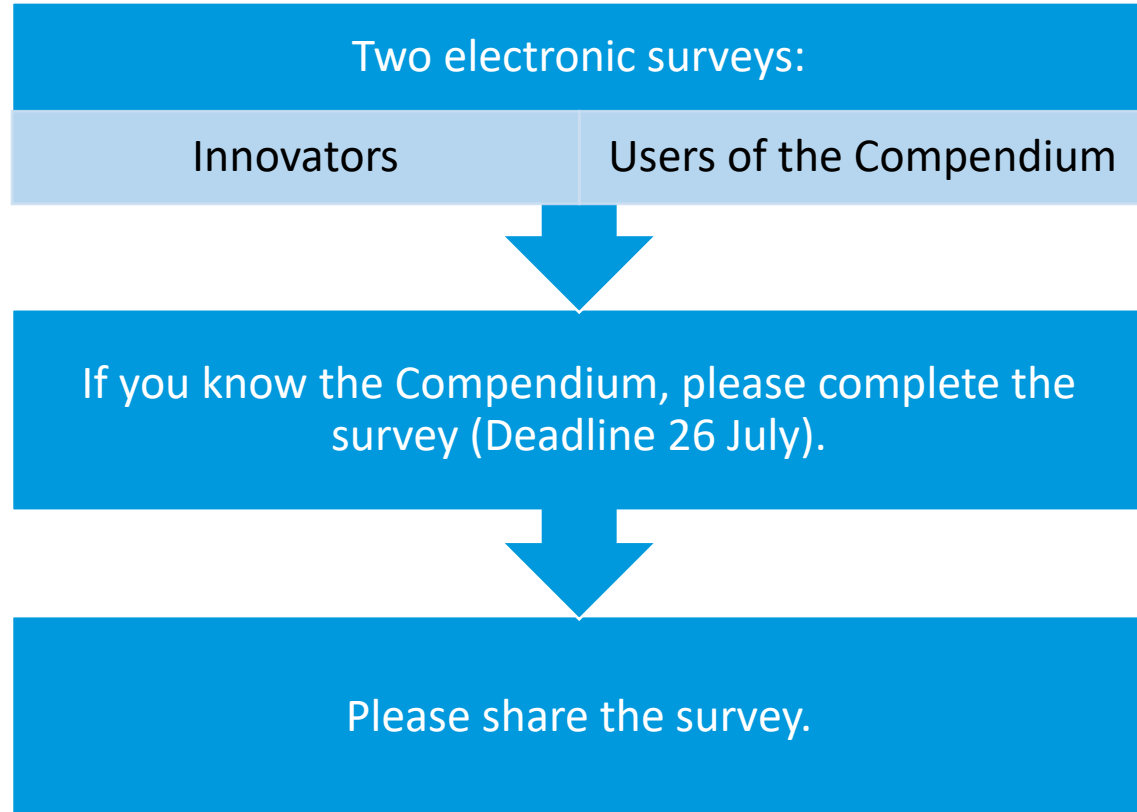 Two electronic surveys:
Innovators
Users of the Compendium
If you know the Compendium, please complete the
survey (Deadline 26 July).
Please share the survey.